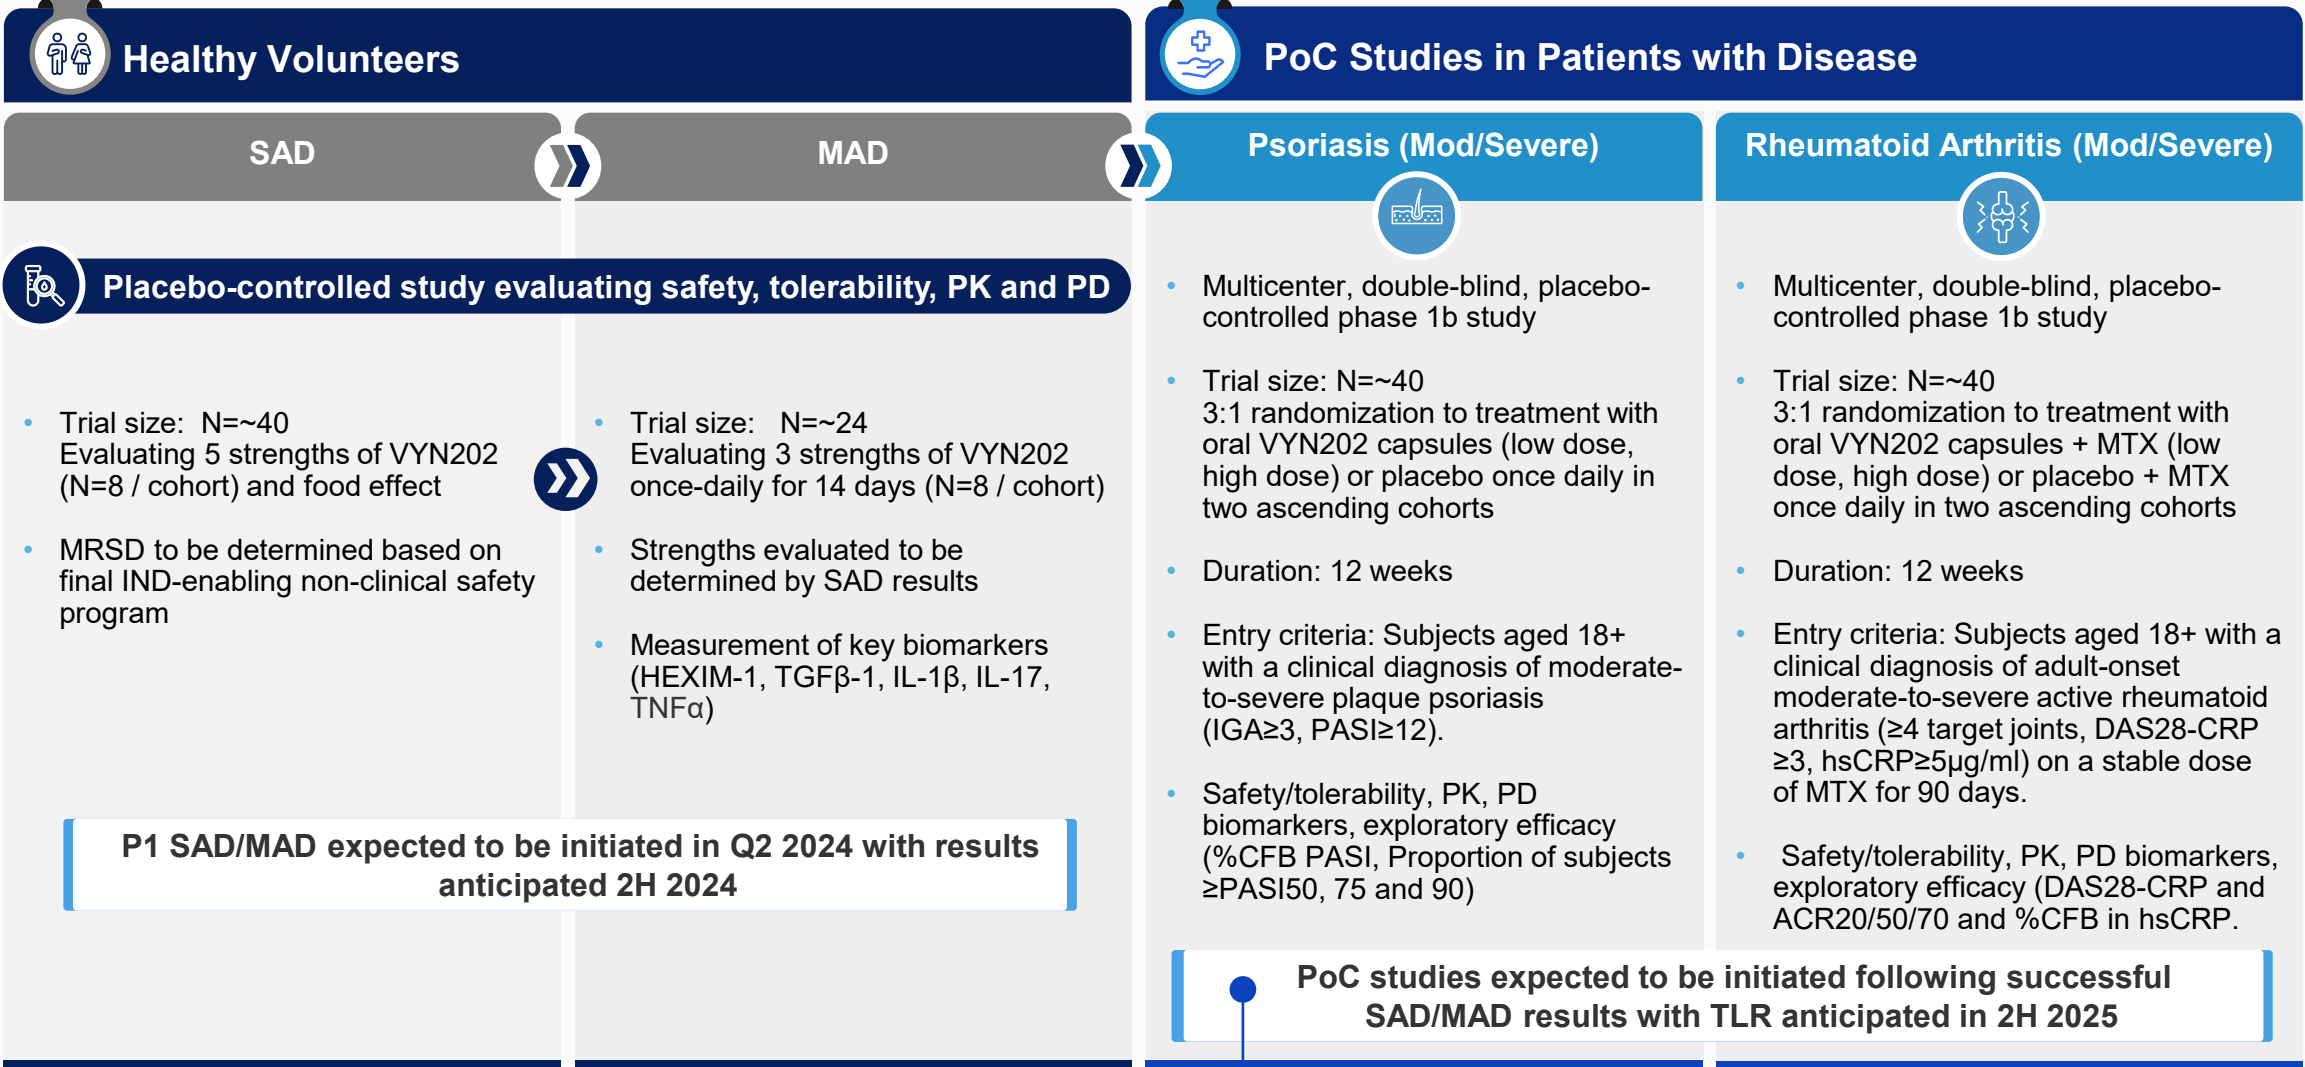 Healthy Volunteers
PoC Studies in Patients with Disease
SAD
MAD
Psoriasis (Mod/Severe)
Rheumatoid Arthritis (Mod/Severe)
Placebo-controlled study evaluating safety, tolerability, PK and PD
• Trial size:  N=~40
Evaluating 5 strengths of VYN202
(N=8 / cohort) and food effect
• MRSD to be determined based on
final IND-enabling non-clinical safety
program
• Trial size:   N=~24
Evaluating 3 strengths of VYN202
once-daily for 14 days (N=8 / cohort)
• Strengths evaluated to be
determined by SAD results
• Measurement of key biomarkers
(HEXIM-1, TGFβ-1, IL-1β, IL-17,
TNFα)
P1 SAD/MAD expected to be initiated in Q2 2024 with results
anticipated 2H 2024
• Multicenter, double-blind, placebo-
controlled phase 1b study
• Trial size: N=~40
3:1 randomization to treatment with
oral VYN202 capsules (low dose,
high dose) or placebo once daily in
two ascending cohorts
• Duration: 12 weeks
• Entry criteria: Subjects aged 18+
with a clinical diagnosis of moderate-
to-severe plaque psoriasis
(IGA≥3, PASI≥12).
• Safety/tolerability, PK, PD
biomarkers, exploratory efficacy
(%CFB PASI, Proportion of subjects
≥PASI50, 75 and 90)
• Multicenter, double-blind, placebo-
controlled phase 1b study
• Trial size: N=~40
3:1 randomization to treatment with
oral VYN202 capsules + MTX (low
dose, high dose) or placebo + MTX
once daily in two ascending cohorts
• Duration: 12 weeks
• Entry criteria: Subjects aged 18+ with a
clinical diagnosis of adult-onset
moderate-to-severe active rheumatoid
arthritis (≥4 target joints, DAS28-CRP
≥3, hsCRP≥5µg/ml) on a stable dose
of MTX for 90 days.
• Safety/tolerability, PK, PD biomarkers,
exploratory efficacy (DAS28-CRP and
ACR20/50/70 and %CFB in hsCRP.
PoC studies expected to be initiated following successful
SAD/MAD results with TLR anticipated in 2H 2025